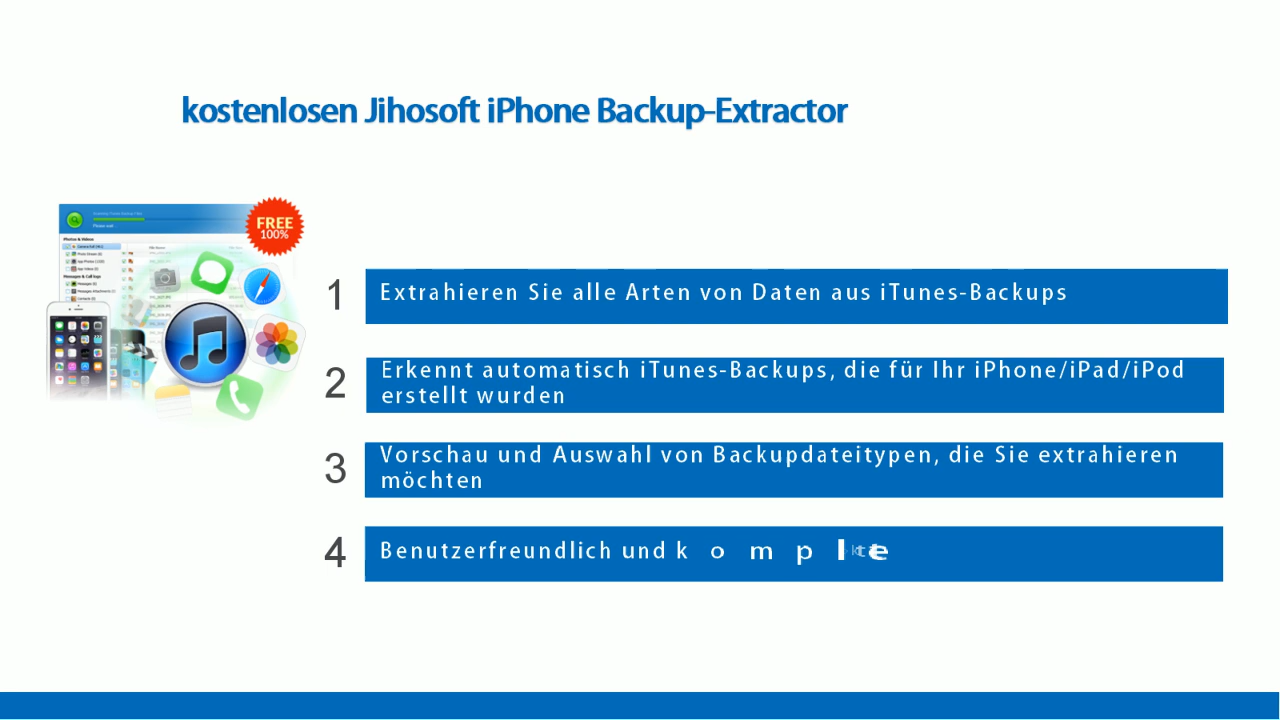 kostenlosen Jihosoft iPhone Backup-Extractor
FREE
100%
1
Extrahieren Sie alle Arten von Daten aus iTunes-Backups
2
Erkennt automatisch iTunes-Backups, die für Ihr iPhone/iPad/iPod
erstellt wurden
3
Vorschau und Auswahl von Backupdateitypen, die Sie extrahieren
möchten
4
Benutzerfreundlich und